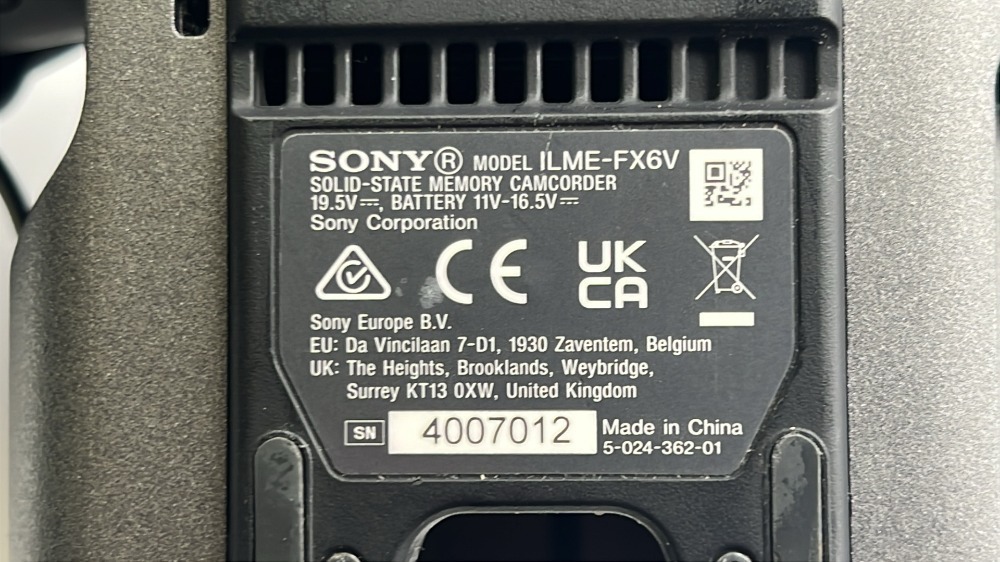 SONY® MODEL ILME-FX6V
SOLID-STATE MEMORY CAMCORDER
19.5V⎓, BATTERY 11V-16.5V⎓
Sony Corporation
CE UK CA
Sony Europe B.V.
EU: Da Vincilaan 7-D1, 1930 Zaventem, Belgium
UK: The Heights, Brooklands, Weybridge,
Surrey KT13 0XW, United Kingdom
SN 4007012 Made in China
5-024-362-01